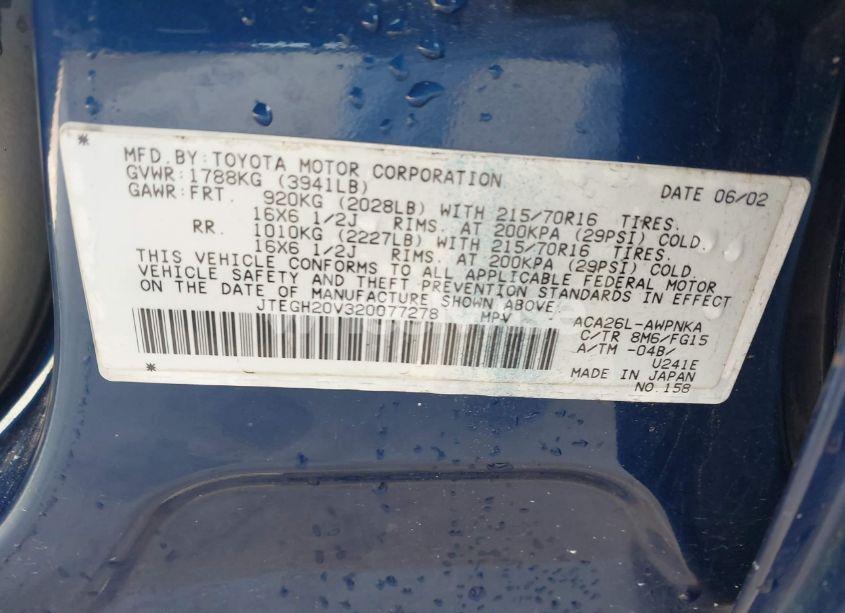 *
MFD.BY:TOYOTA MOTOR CORPORATION DATE 06/02
GVWR:1788KG (3941LB)
GAWR:FRT. 920KG (2028LB) WITH 215/70R16 TIRES.
16X6 1/2J RIMS. AT 200KPA (29PSI) COLD.
RR. 1010KG (2227LB) WITH 215/70R16 TIRES.
16X6 1/2J RIMS. AT 200KPA (29PSI) COLD.
THIS VEHICLE CONFORMS TO ALL APPLICABLE FEDERAL MOTOR
VEHICLE SAFETY AND THEFT PREVENTION STANDARDS IN EFFECT
ON THE DATE OF MANUFACTURE SHOWN ABOVE.
JTEGH20V320077278 MPV ACA26L-AWPNKA
C/TR 8M6/FG15
A/TM -04B/4
U241E
MADE IN JAPAN
* NO.158